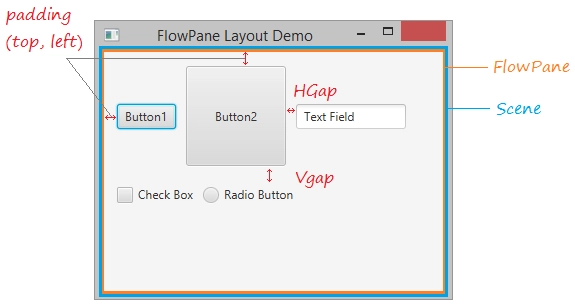 padding
(top, left)
FlowPane Layout Demo
FlowPane
HGap
Scene
Button1
Button2
Text Field
Vgap
Check Box
Radio Button